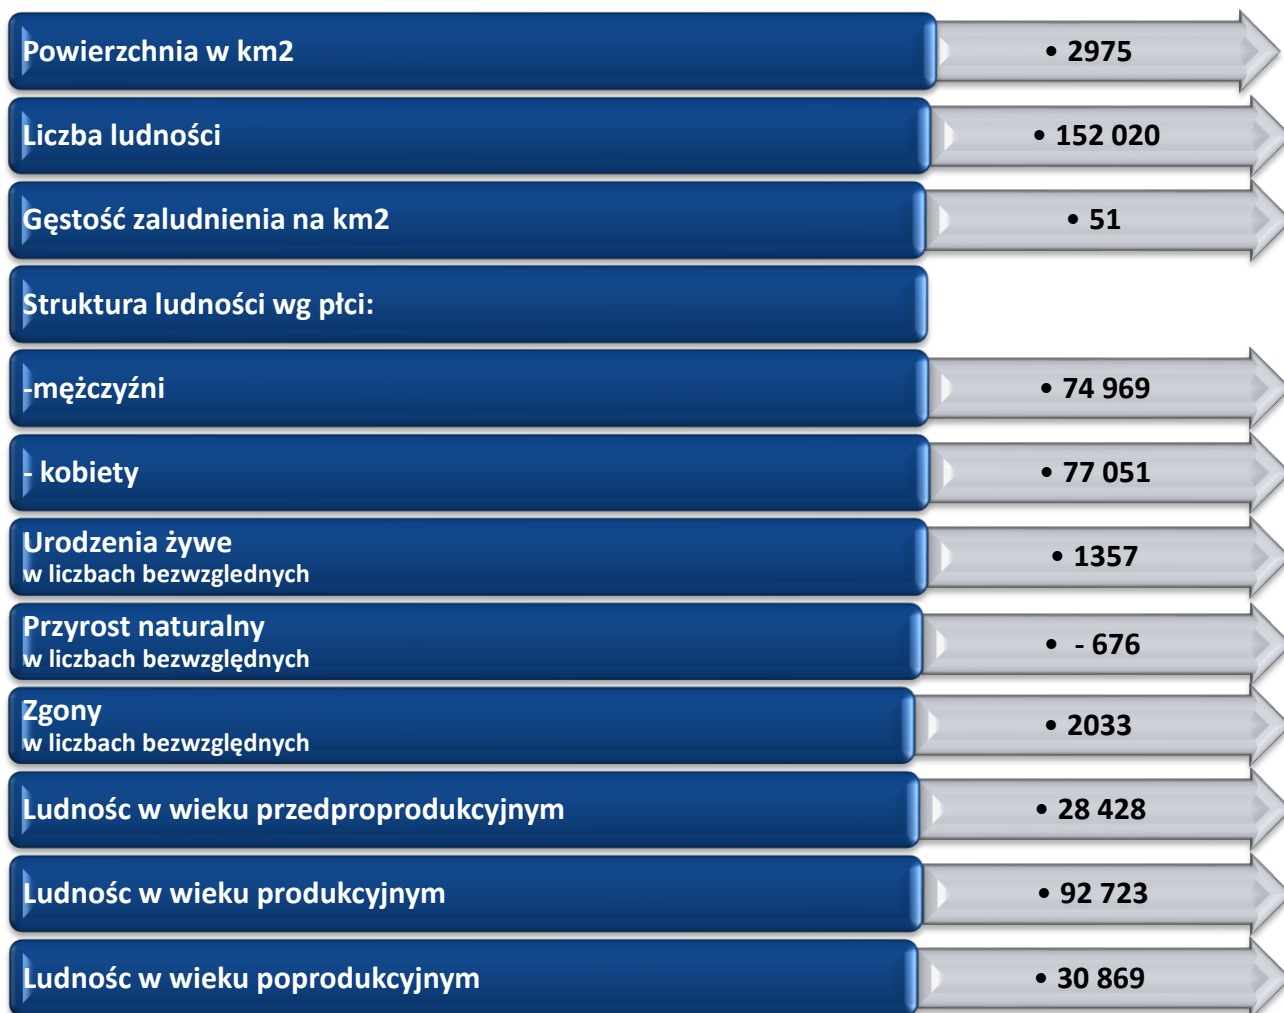 Powierzchnia w km2
• 2975
Liczba ludności
• 152 020
Gęstość zaludnienia na km2
• 51
Struktura ludności wg płci:
-mężczyźni
• 74 969
- kobiety
• 77 051
Urodzenia żywe
w liczbach bezwzglednych
• 1357
Przyrost naturalny
w liczbach bezwzględnych
• - 676
Zgony
w liczbach bezwzględnych
• 2033
Ludnośc w wieku przedproprodukcyjnym
• 28 428
Ludnośc w wieku produkcyjnym
• 92 723
Ludnośc w wieku poprodukcyjnym
• 30 869